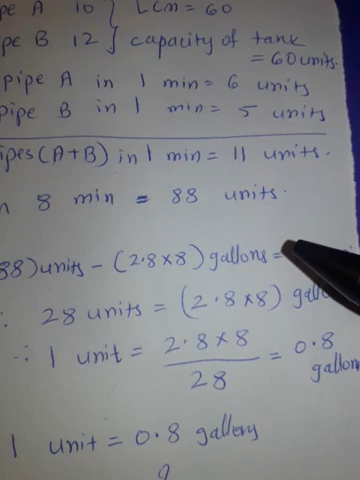 pe A 10 } LCM = 60
pe B 12 } capacity of tank
= 60 units.
pipe A in 1 min = 6 units
pipe B in 1 min = 5 units
ipes (A+B) in 1 min = 11 units.
n 8 min = 88 units.
88) units - (2.8×8) gallons =
∴ 28 units = (2.8×8) gall
∴ 1 unit = 2.8×8 / 28 = 0.8 gallon
1 unit = 0.8 gallons